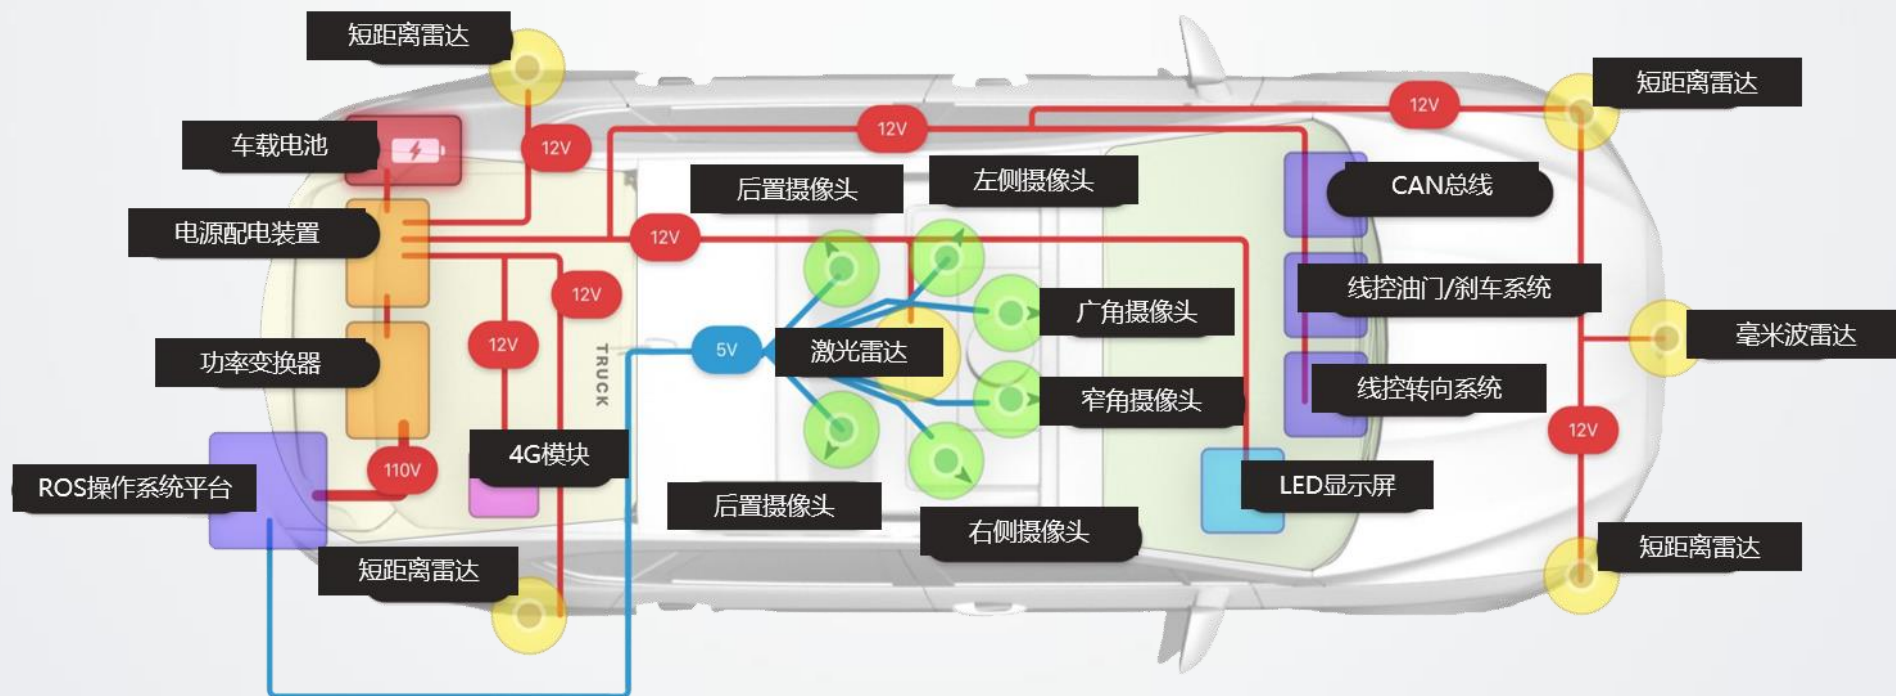 短距离雷达
短距离雷达
12V
12V
12V
车载电池
后置摄像头
左侧摄像头
CAN总线
电源配电装置
12V
12V
线控油门/刹车系统
广角摄像头
毫米波雷达
12V
5V
激光雷达
功率变换器
TRUCK
线控转向系统
窄角摄像头
12V
4G模块
110V
ROS操作系统平台
LED显示屏
后置摄像头
右侧摄像头
短距离雷达
短距离雷达